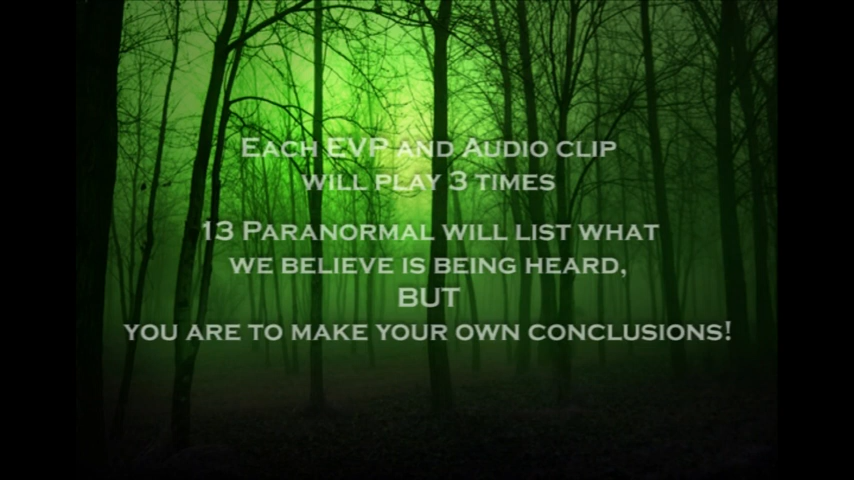 Each EVP and Audio clip
will play 3 times
13 Paranormal will list what
we believe is being heard,
BUT
you are to make your own conclusions!